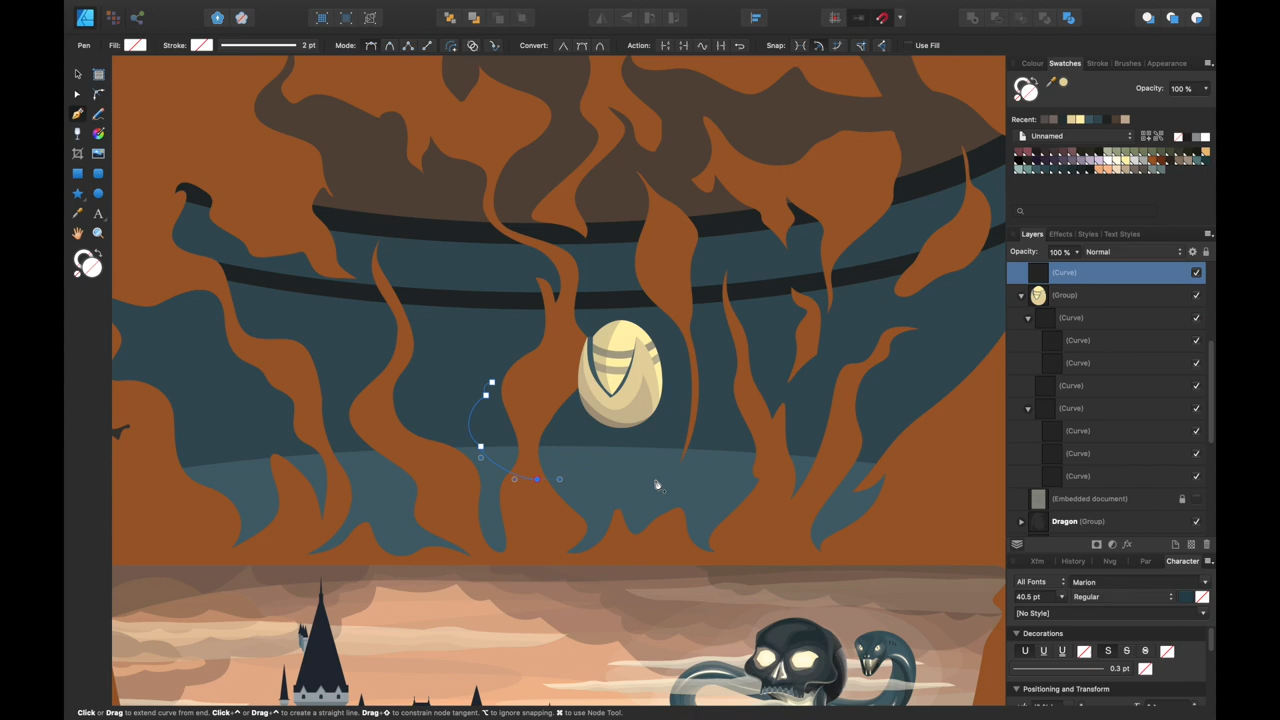 Pen Fill: Stroke: 2 pt Mode: Convert: Action: Snap: Use Fill
Colour Swatches Stroke Brushes Appearance
Opacity: 100 %
Recent:
Unnamed
Layers Effects Styles Text Styles
Opacity: 100 % Normal
(Curve)
(Group)
(Curve)
(Curve)
(Curve)
(Curve)
(Curve)
(Curve)
(Curve)
(Curve)
(Embedded document)
Dragon (Group)
Xfm History Nvg Par Character
All Fonts Marion
40.5 pt Regular
[No Style]
Decorations
U U U S S S
0.3 pt
Positioning and Transform
Click or Drag to extend curve from end. Click+^ or Drag+^ to create a straight line. Drag+⇧ to constrain node tangent. ⌥ to ignore snapping. ⌘ to use Node Tool.